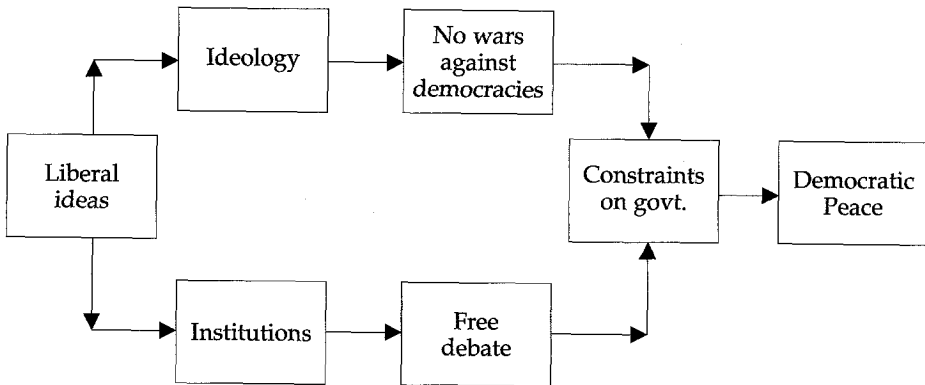 Ideology
No wars
against
democracies
Liberal
ideas
Constraints
on govt.
Democratic
Peace
Institutions
Free
debate